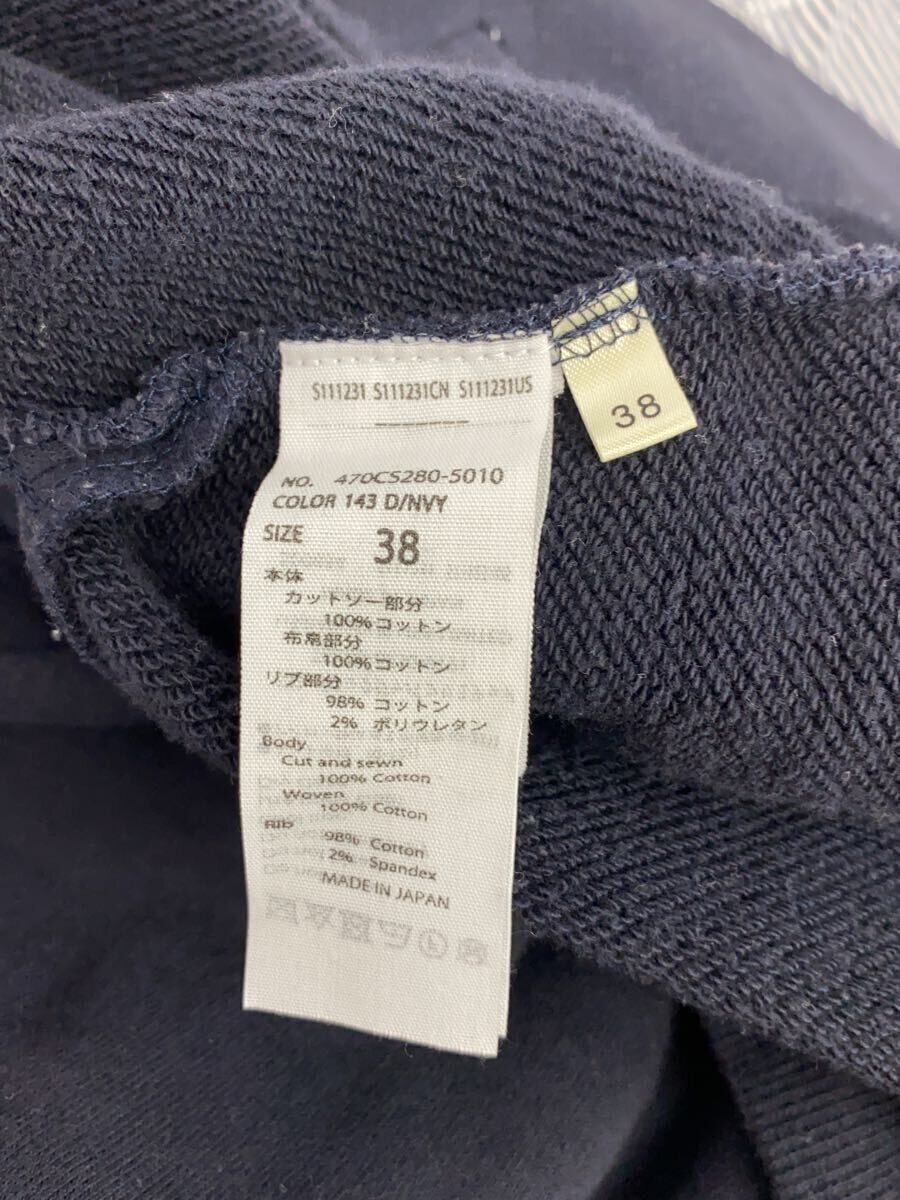 S111231 S111231CN S111231US
NO. 470CS280-5010
COLOR 143 D/NVY
SIZE 38
本体
カットソー部分
100%コットン
布帛部分
100%コットン
リブ部分
98% コットン
2% ポリウレタン
Body
Cut and sewn
100% Cotton
Woven
100% Cotton
Rib
98% Cotton
2% Spandex
MADE IN JAPAN
38